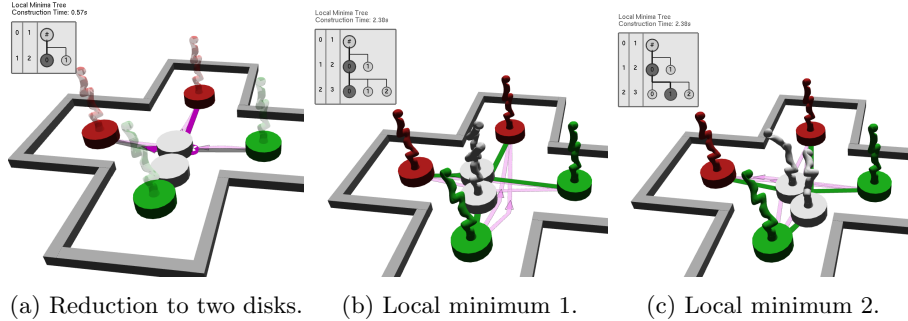 Local Minima Tree
Construction Time: 0.57s
0 1 #
1 2 0 1
Local Minima Tree
Construction Time: 2.38s
0 1 #
1 2 0 1
2 3 0 1 2
Local Minima Tree
Construction Time: 2.38s
0 1 #
1 2 0 1
2 3 0 1 2
(a) Reduction to two disks.
(b) Local minimum 1.
(c) Local minimum 2.